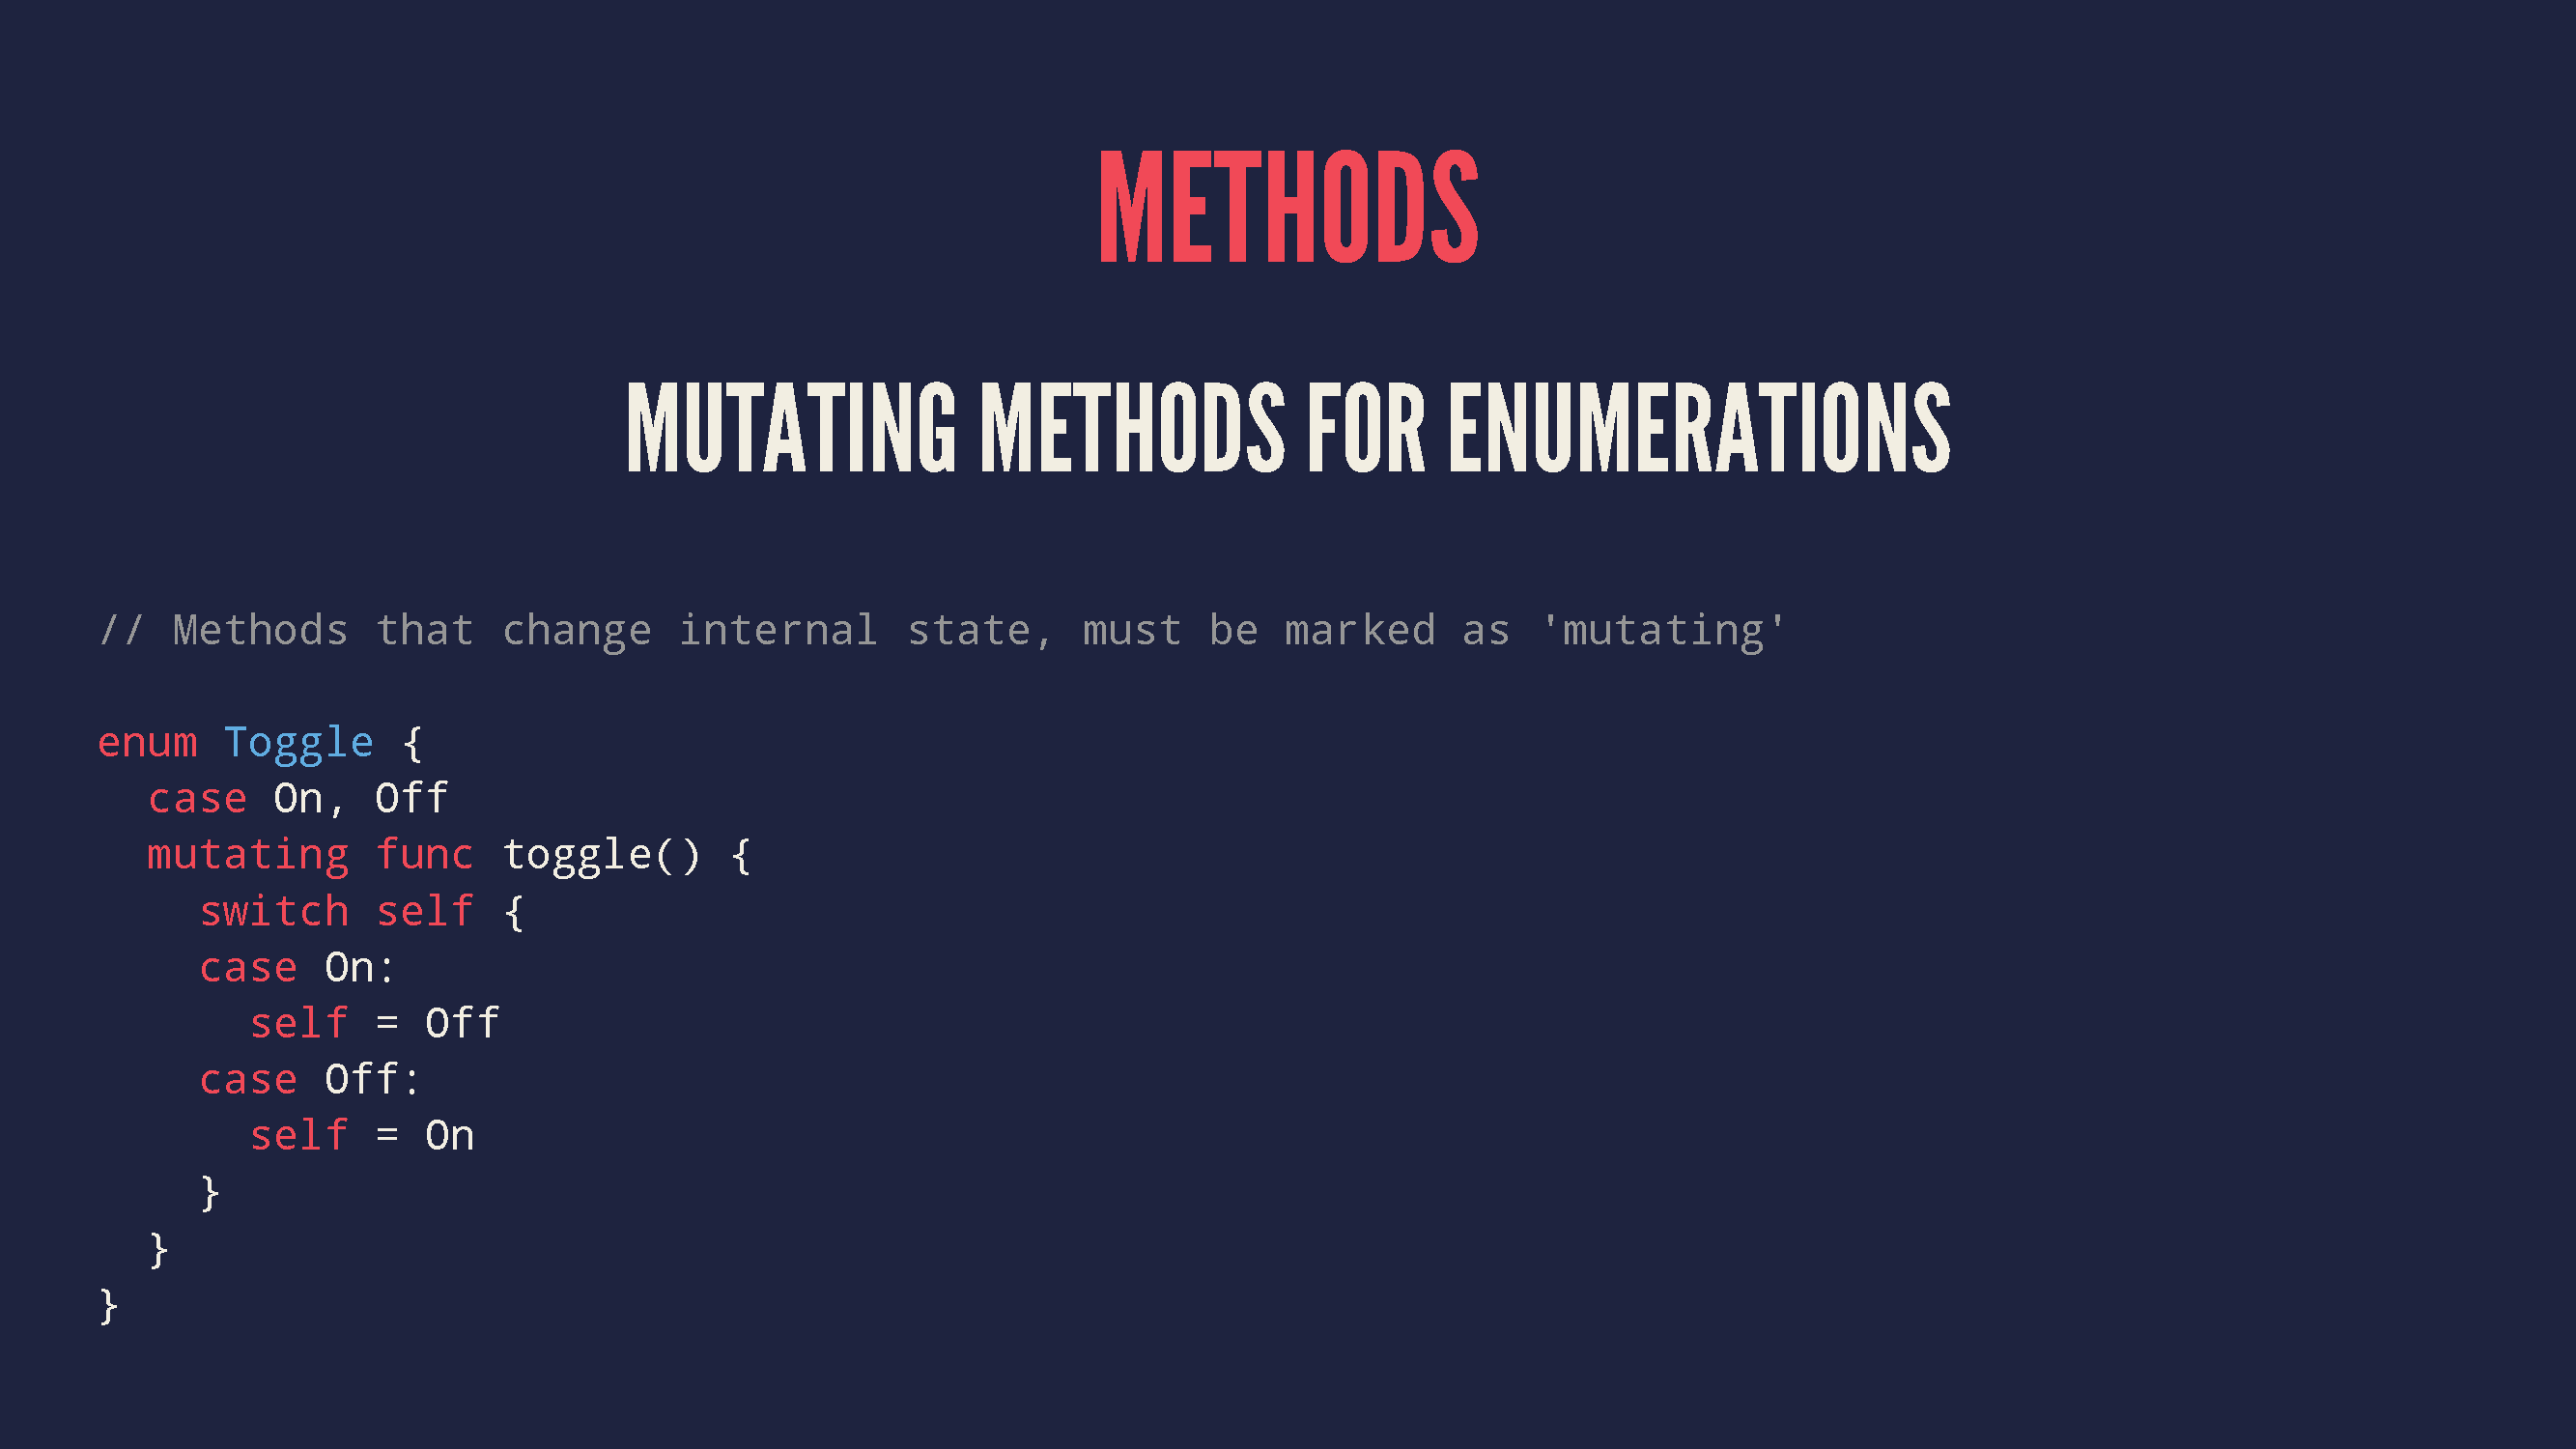 METHODS
MUTATING METHODS FOR ENUMERATIONS
// Methods that change internal state, must be marked as 'mutating'
enum Toggle {
  case On, Off
  mutating func toggle() {
    switch self {
    case On:
      self = Off
    case Off:
      self = On
    }
  }
}